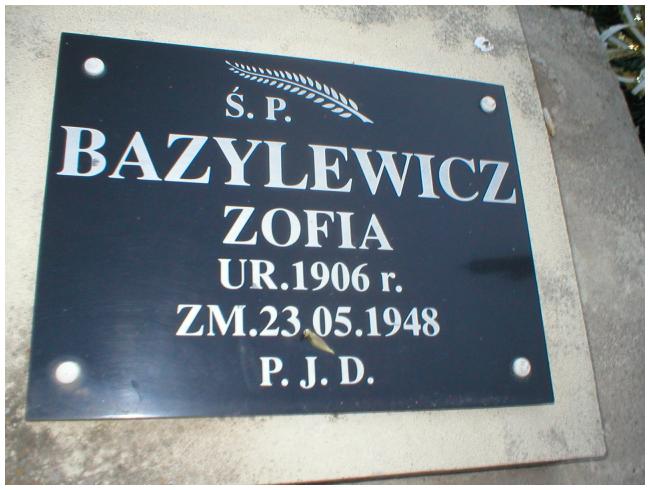 Ś. P.
BAZYLEWICZ
ZOFIA
UR.1906 r.
ZM.23.05.1948
P. J. D.